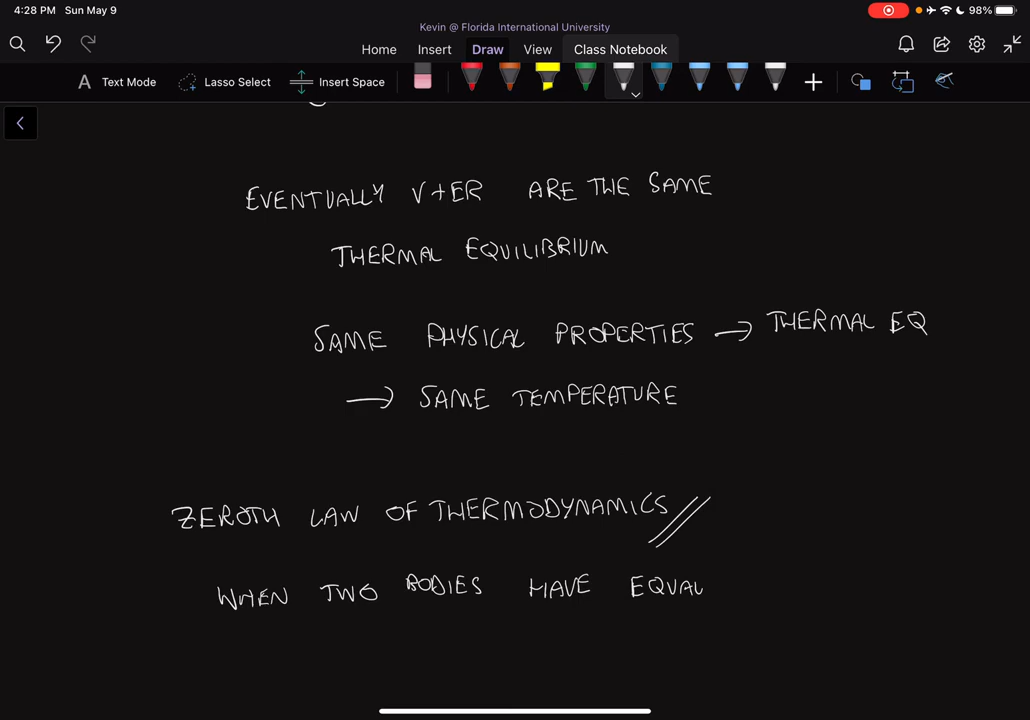 4:28 PM Sun May 9
98%
Kevin @ Florida International University
Home Insert Draw View Class Notebook
Text Mode Lasso Select Insert Space
EVENTUALLY V+ER ARE THE SAME
THERMAL EQUILIBRIUM
SAME PHYSICAL PROPERTIES → THERMAL EQ
→ SAME TEMPERATURE
ZEROTH LAW OF THERMODYNAMICS //
WHEN TWO BODIES HAVE EQUAL